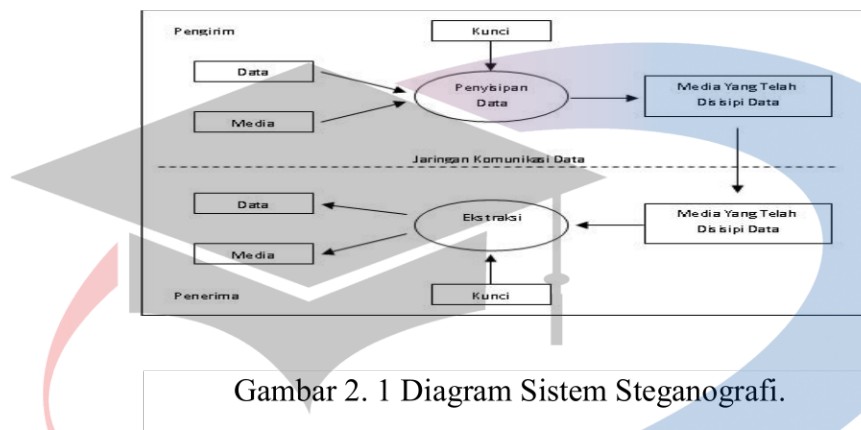 Pengirim
Kunci
Data
Penyisipan
Data
Media Yang Telah
Disisipi Data
Media
Jaringan Komunikasi Data
Data
Ekstraksi
Media Yang Telah
Disisipi Data
Media
Penerima
Kunci
Gambar 2. 1 Diagram Sistem Steganografi.